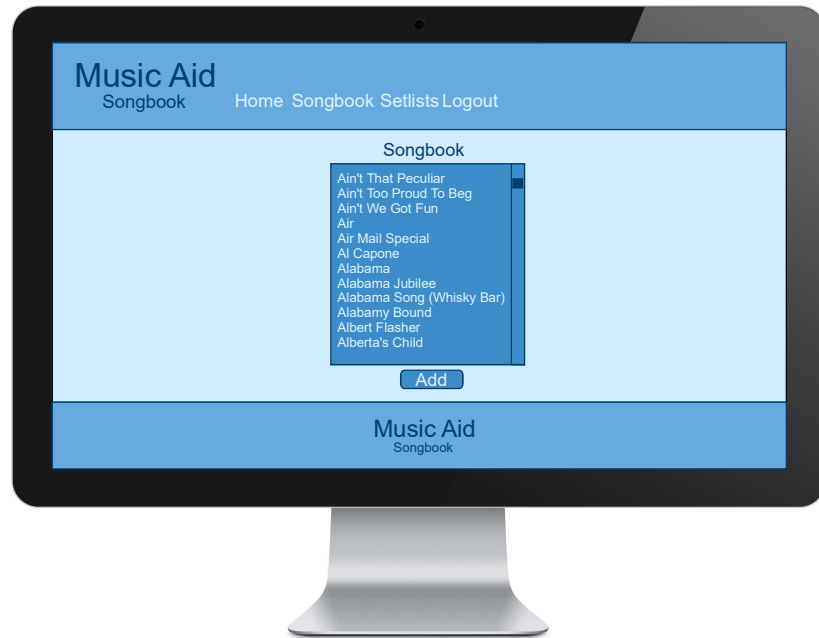 Music Aid
Songbook
Home Songbook Setlists Logout
Songbook
Ain't That Peculiar
Ain't Too Proud To Beg
Ain't We Got Fun
Air
Air Mail Special
Al Capone
Alabama
Alabama Jubilee
Alabama Song (Whisky Bar)
Alabamy Bound
Albert Flasher
Alberta's Child
Add
Music Aid
Songbook